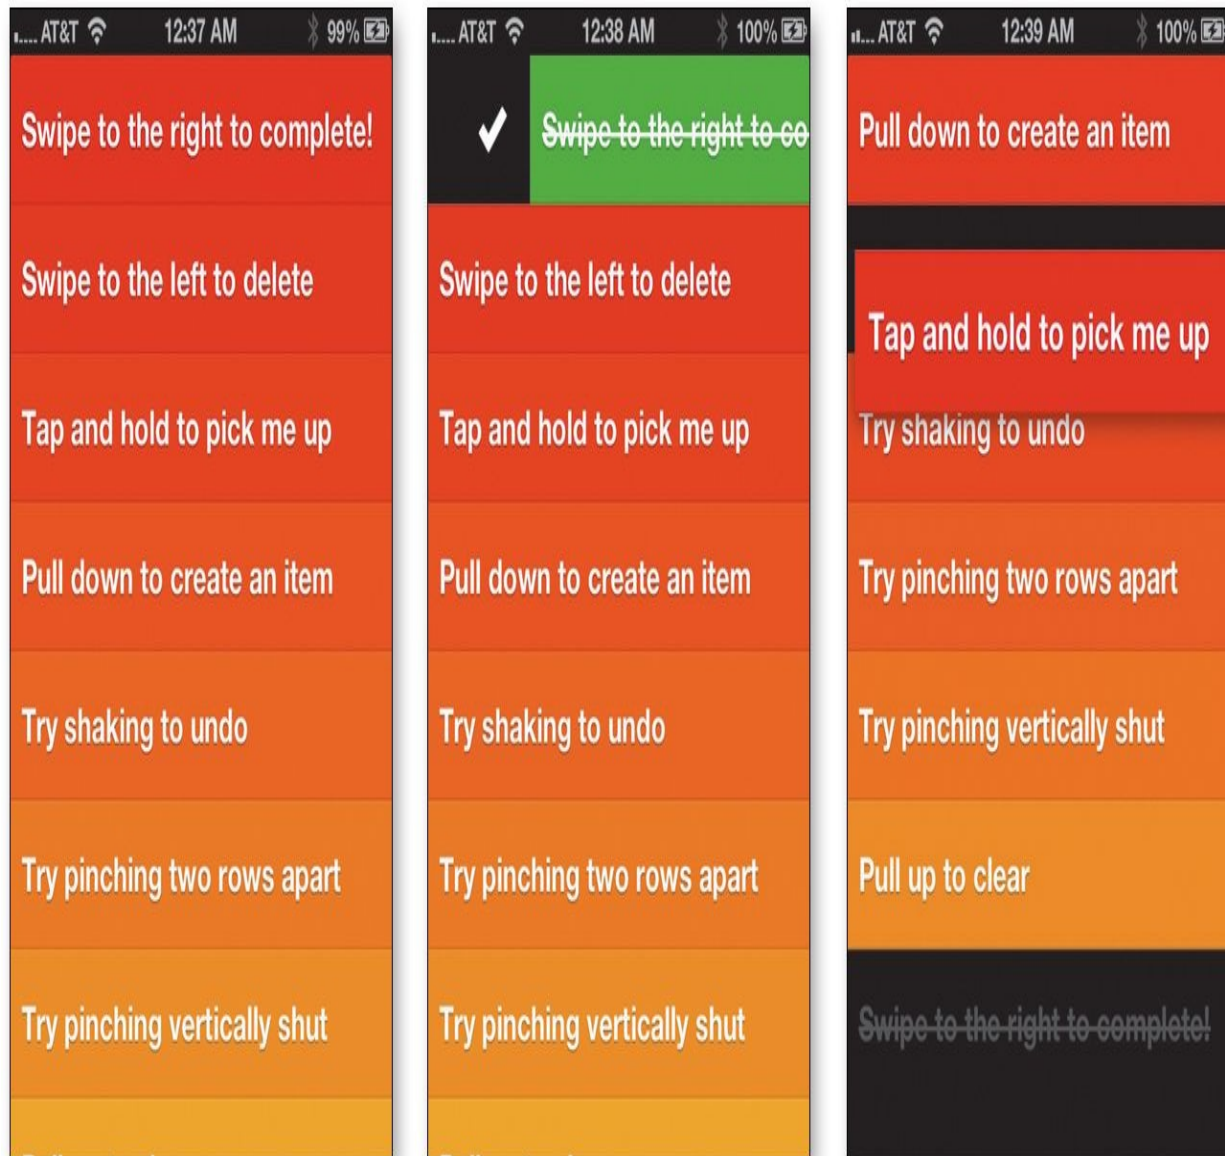 AT&T 12:37 AM 99%
Swipe to the right to complete!
Swipe to the left to delete
Tap and hold to pick me up
Pull down to create an item
Try shaking to undo
Try pinching two rows apart
Try pinching vertically shut
AT&T 12:38 AM 100%
Swipe to the right to co
Swipe to the left to delete
Tap and hold to pick me up
Pull down to create an item
Try shaking to undo
Try pinching two rows apart
Try pinching vertically shut
AT&T 12:39 AM 100%
Pull down to create an item
Tap and hold to pick me up
Try shaking to undo
Try pinching two rows apart
Try pinching vertically shut
Pull up to clear
Swipe to the right to complete!